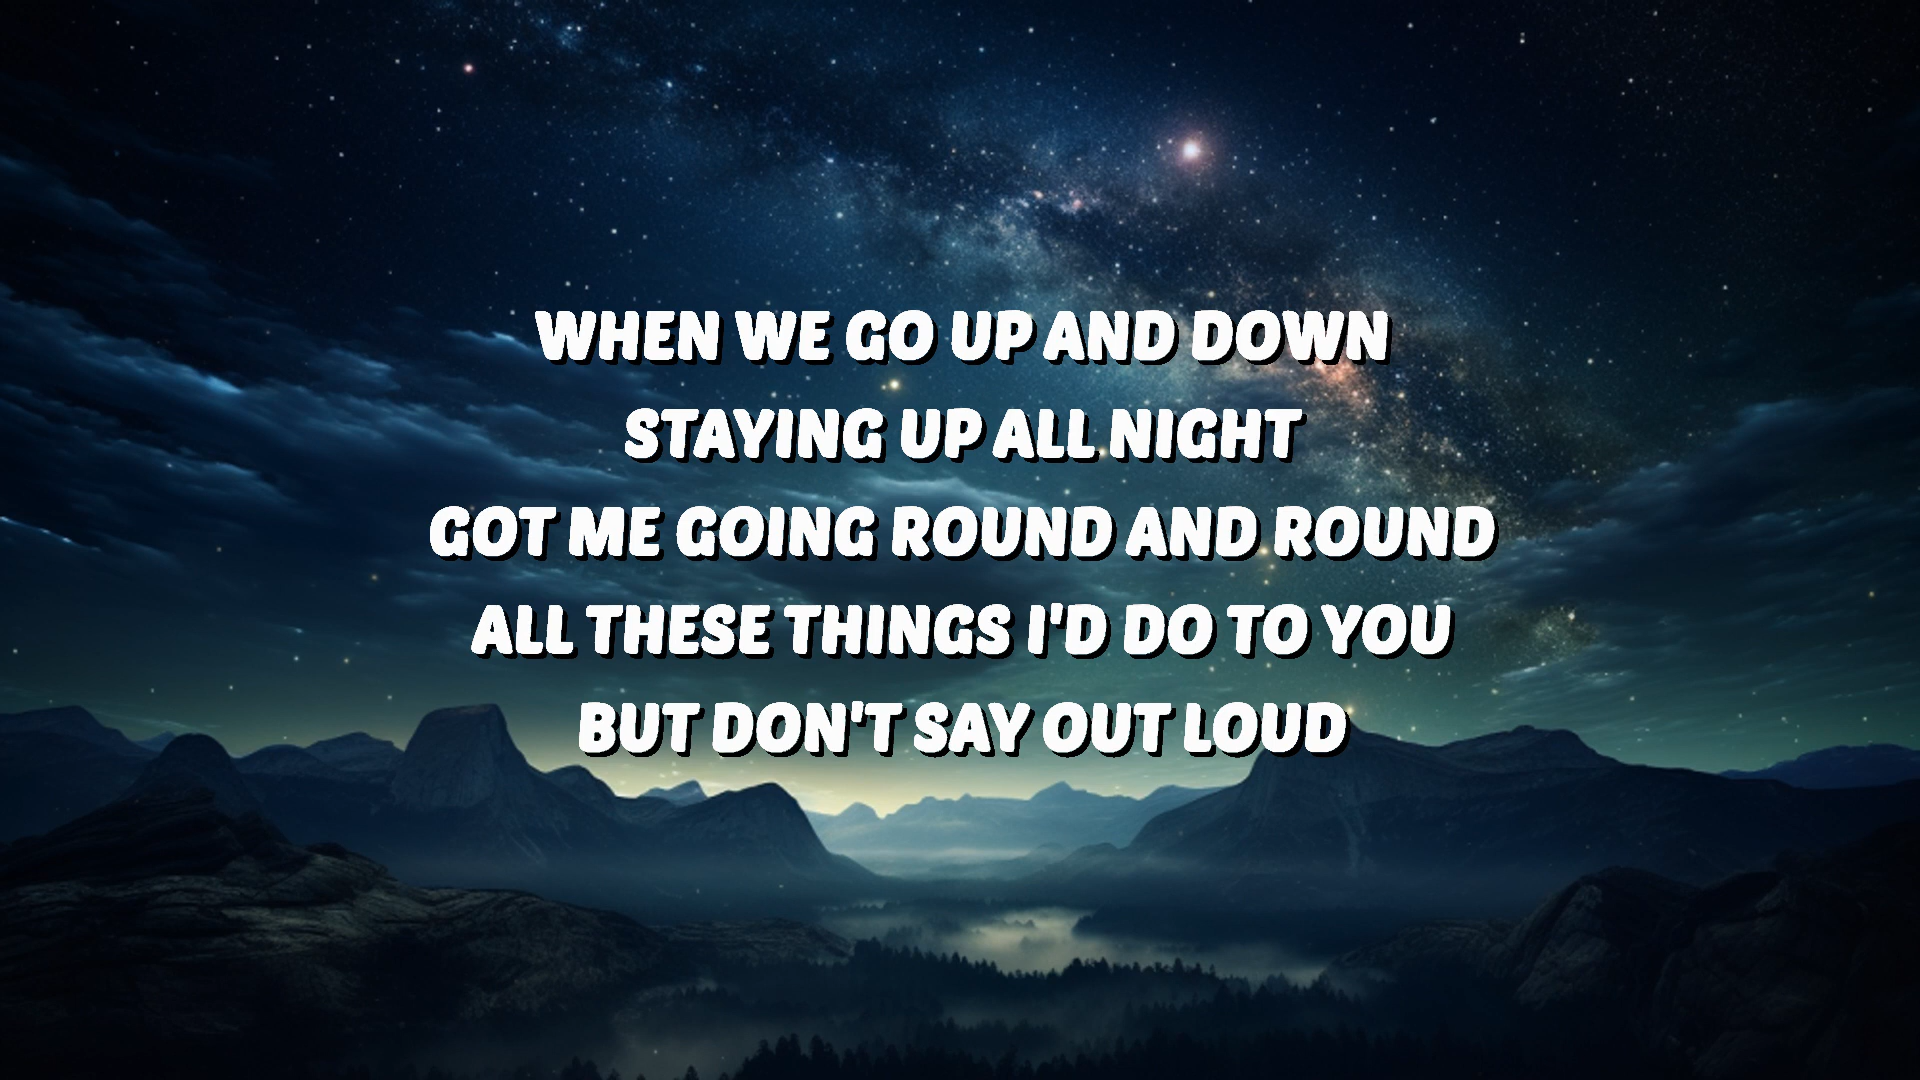 WHEN WE GO UP AND DOWN
STAYING UP ALL NIGHT
GOT ME GOING ROUND AND ROUND
ALL THESE THINGS I'D DO TO YOU
BUT DON'T SAY OUT LOUD